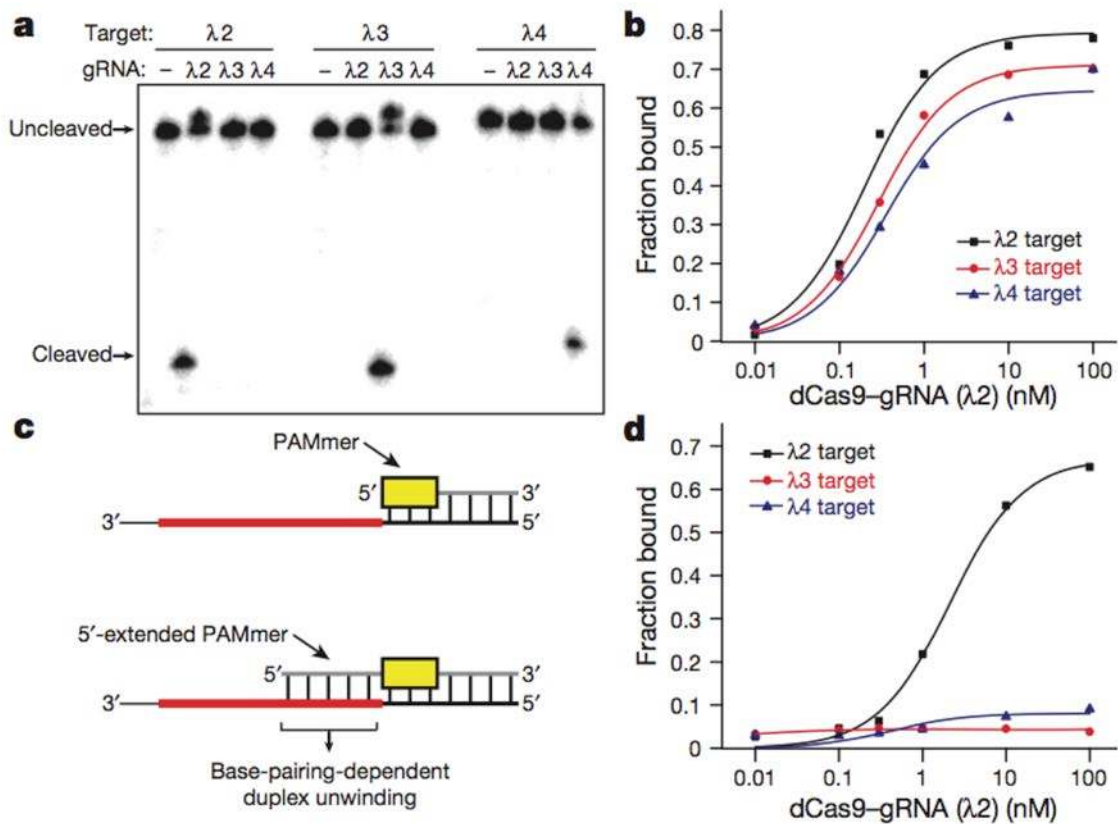 a
Target: λ2 λ3 λ4
gRNA: – λ2 λ3 λ4 – λ2 λ3 λ4 – λ2 λ3 λ4
Uncleaved
Cleaved
b
Fraction bound
0.8
0.7
0.6
0.5
0.4
0.3
0.2
0.1
0
λ2 target
λ3 target
λ4 target
0.01 0.1 1 10 100
dCas9–gRNA (λ2) (nM)
c
PAMmer
5′ 3′
3′ 5′
5′-extended PAMmer
5′ 3′
3′ 5′
Base-pairing-dependent
duplex unwinding
d
Fraction bound
0.7
0.6
0.5
0.4
0.3
0.2
0.1
0
λ2 target
λ3 target
λ4 target
0.01 0.1 1 10 100
dCas9–gRNA (λ2) (nM)